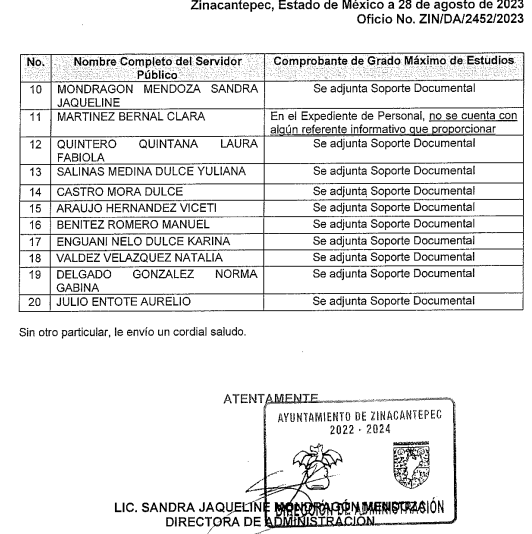 Zinacantepec, Estado de México a 28 de agosto de 2023
Oficio No. ZIN/DA/2452/2023
No. Nombre Completo del Servidor Público Comprobante de Grado Máximo de Estudios
10 MONDRAGON MENDOZA SANDRA JAQUELINE Se adjunta Soporte Documental
11 MARTINEZ BERNAL CLARA En el Expediente de Personal, no se cuenta con algún referente informativo que proporcionar
12 QUINTERO QUINTANA LAURA FABIOLA Se adjunta Soporte Documental
13 SALINAS MEDINA DULCE YULIANA Se adjunta Soporte Documental
14 CASTRO MORA DULCE Se adjunta Soporte Documental
15 ARAUJO HERNANDEZ VICETI Se adjunta Soporte Documental
16 BENITEZ ROMERO MANUEL Se adjunta Soporte Documental
17 ENGUANI NELO DULCE KARINA Se adjunta Soporte Documental
18 VALDEZ VELAZQUEZ NATALIA Se adjunta Soporte Documental
19 DELGADO GONZALEZ NORMA GABINA Se adjunta Soporte Documental
20 JULIO ENTOTE AURELIO Se adjunta Soporte Documental
Sin otro particular, le envío un cordial saludo.
ATENTAMENTE
AYUNTAMIENTO DE ZINACANTEPEC
2022 - 2024
DIRECCIÓN DE ADMINISTRACIÓN
LIC. SANDRA JAQUELINE MONDRAGON MENDOZA
DIRECTORA DE ADMINISTRACIÓN